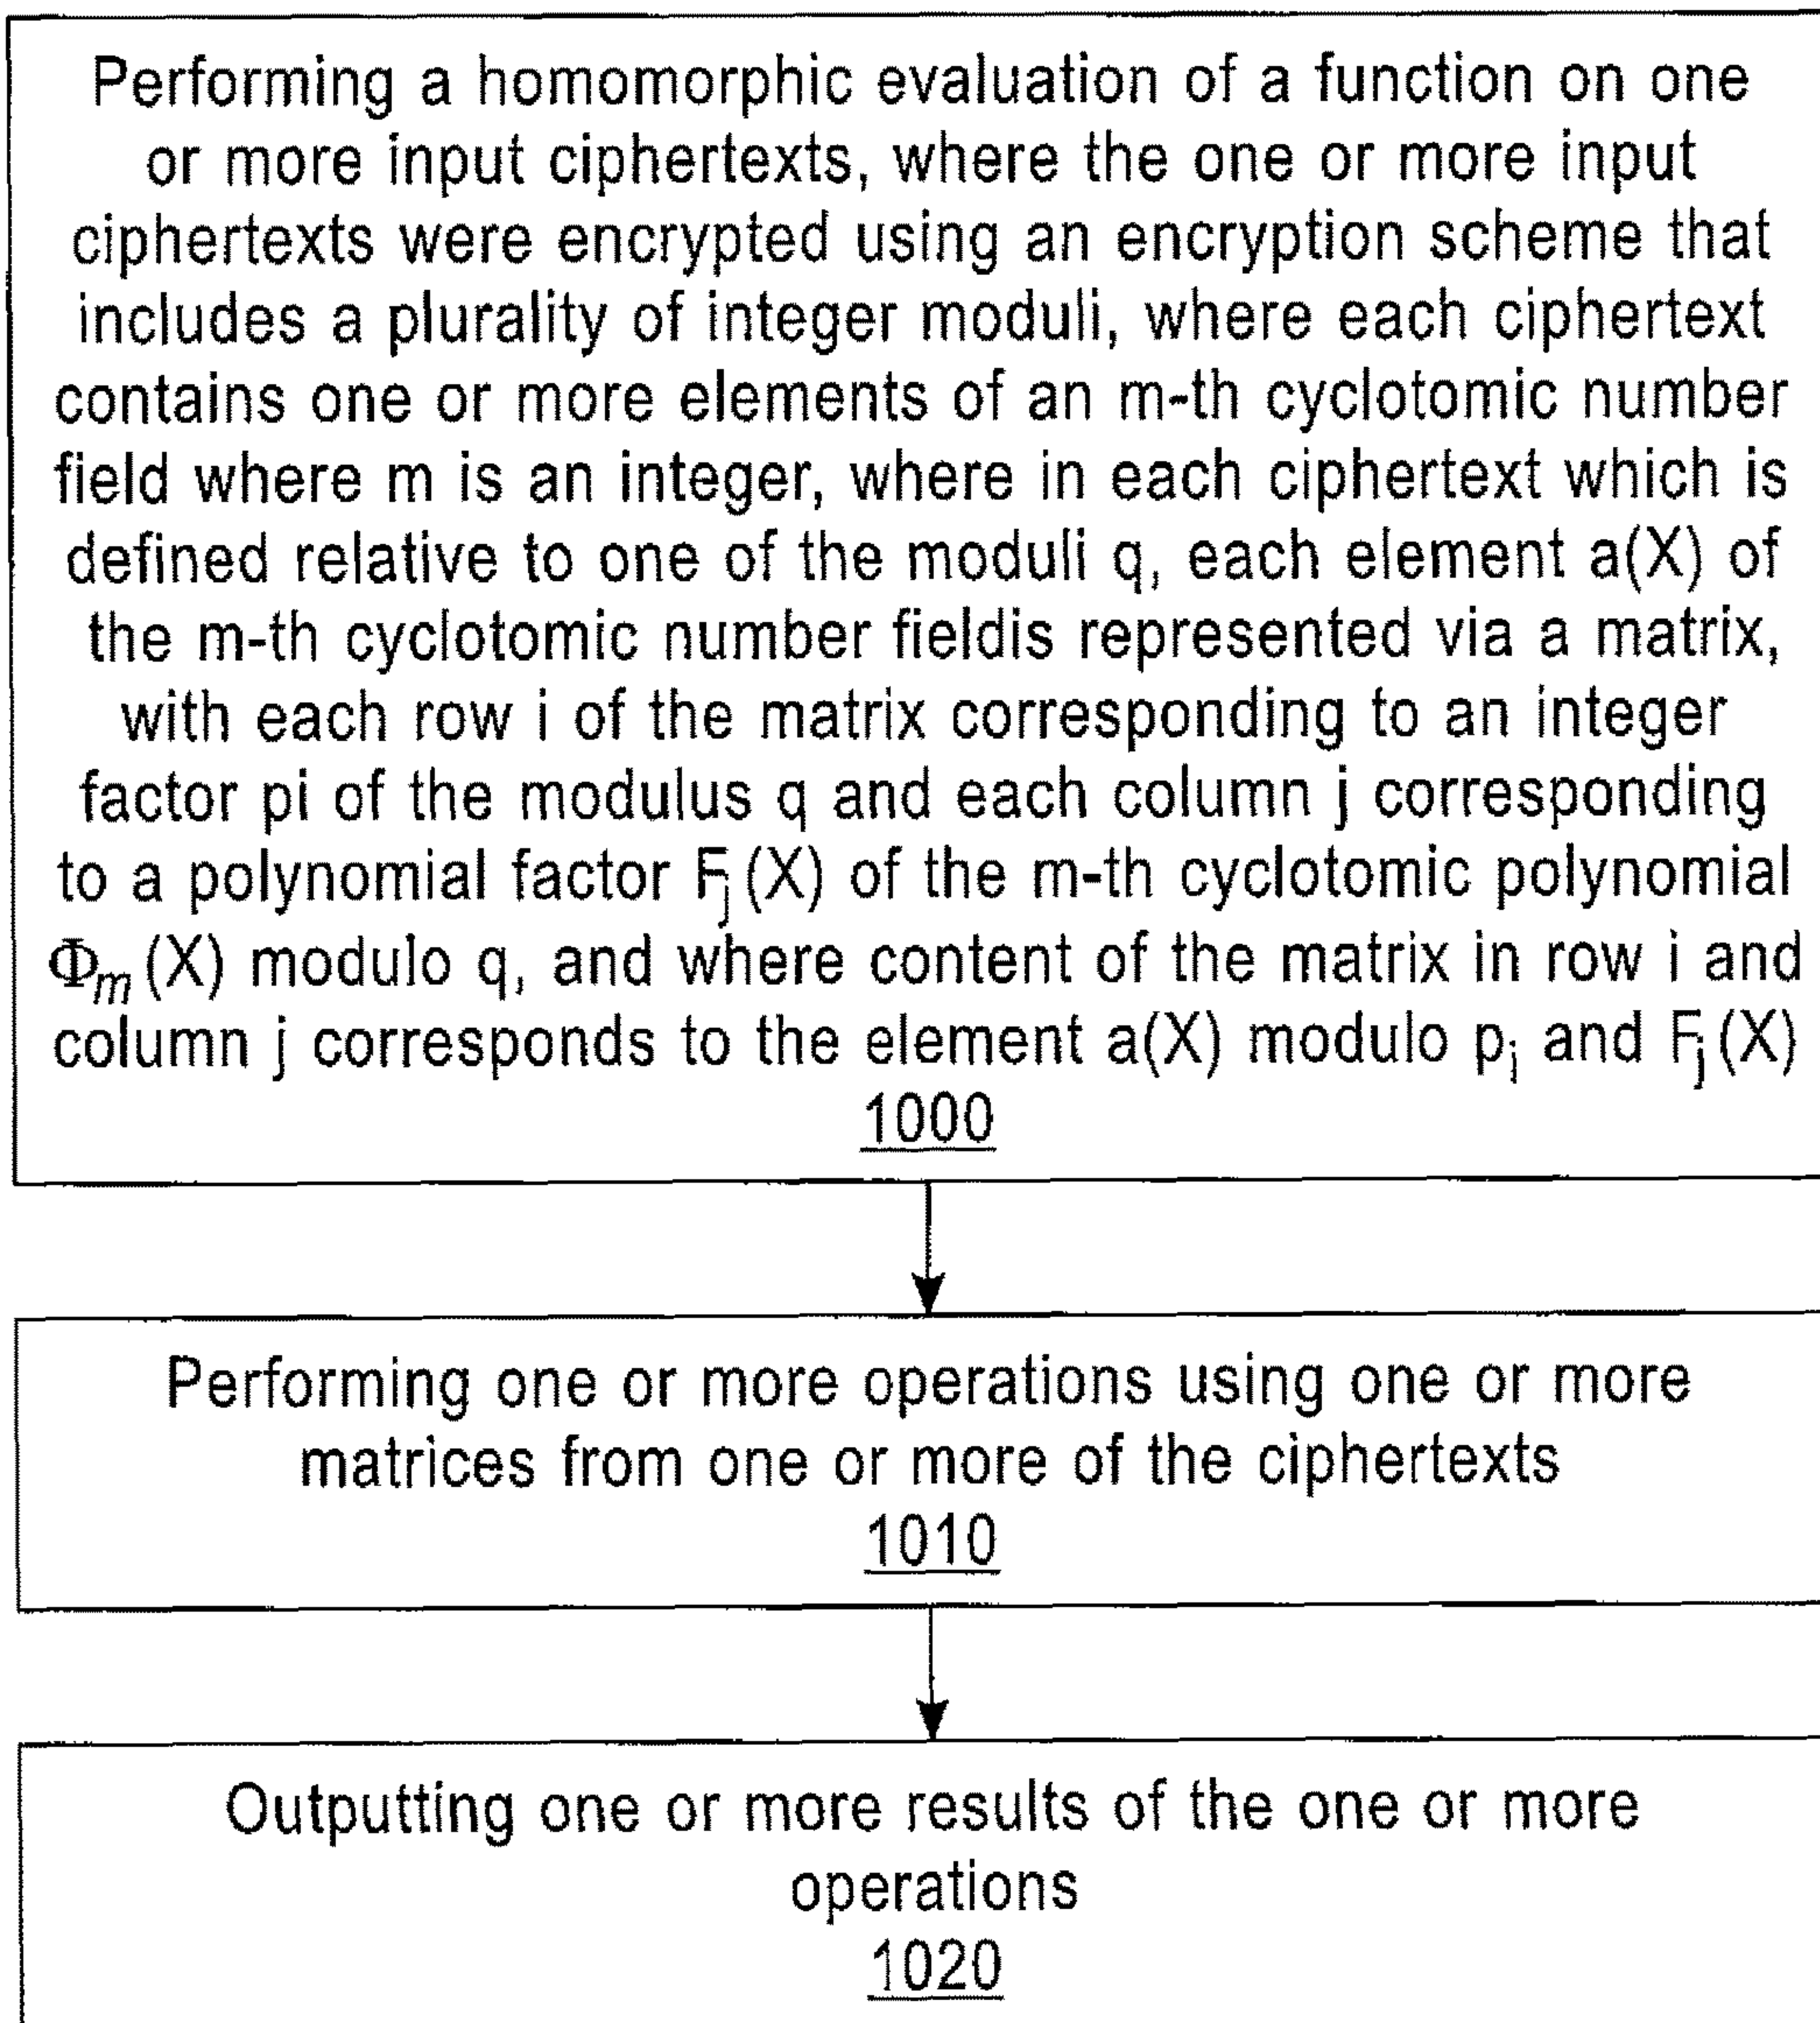 Performing a homomorphic evaluation of a function on one
or more input ciphertexts, where the one or more input
ciphertexts were encrypted using an encryption scheme that
includes a plurality of integer moduli, where each ciphertext
contains one or more elements of an m-th cyclotomic number
field where m is an integer, where in each ciphertext which is
defined relative to one of the moduli q, each element a(X) of
the m-th cyclotomic number fieldis represented via a matrix,
with each row i of the matrix corresponding to an integer
factor pi of the modulus q and each column j corresponding
to a polynomial factor F_j(X) of the m-th cyclotomic polynomial
Φ_m(X) modulo q, and where content of the matrix in row i and
column j corresponds to the element a(X) modulo p_i and F_j(X)
1000
Performing one or more operations using one or more
matrices from one or more of the ciphertexts
1010
Outputting one or more results of the one or more
operations
1020